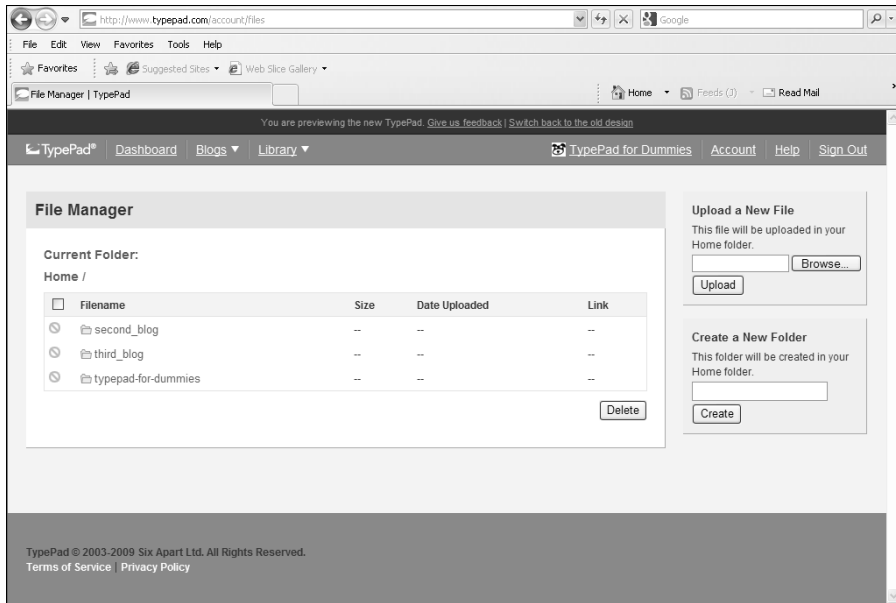 http://www.typepad.com/account/files
Google
File Edit View Favorites Tools Help
Favorites Suggested Sites Web Slice Gallery
File Manager | TypePad
Home Feeds (J) Read Mail
You are previewing the new TypePad. Give us feedback | Switch back to the old design
TypePad® Dashboard Blogs Library TypePad for Dummies Account Help Sign Out
File Manager
Current Folder:
Home /
Filename Size Date Uploaded Link
second_blog -- -- --
third_blog -- -- --
typepad-for-dummies -- -- --
Delete
Upload a New File
This file will be uploaded in your
Home folder.
Browse...
Upload
Create a New Folder
This folder will be created in your
Home folder.
Create
TypePad © 2003-2009 Six Apart Ltd. All Rights Reserved.
Terms of Service | Privacy Policy